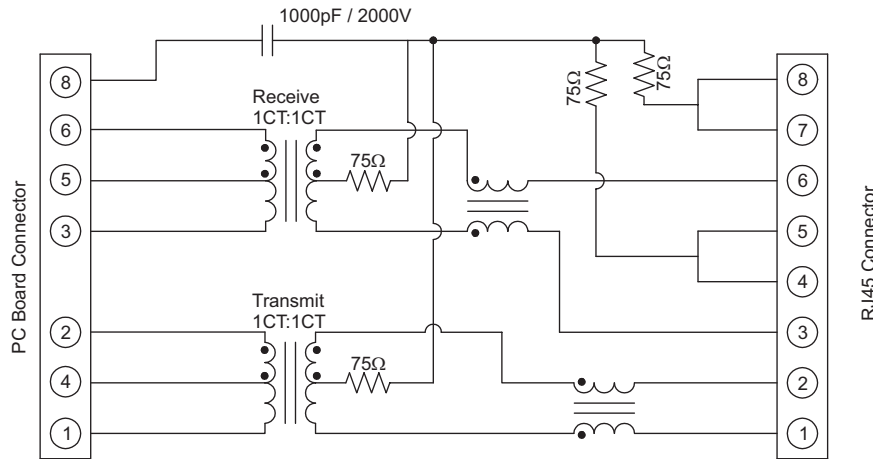 1000pF / 2000V
PC Board Connector
8
6
5
3
2
4
1
Receive
1CT:1CT
75Ω
Transmit
1CT:1CT
75Ω
75Ω
75Ω
8
7
6
5
4
3
2
1
RJ45 Connector